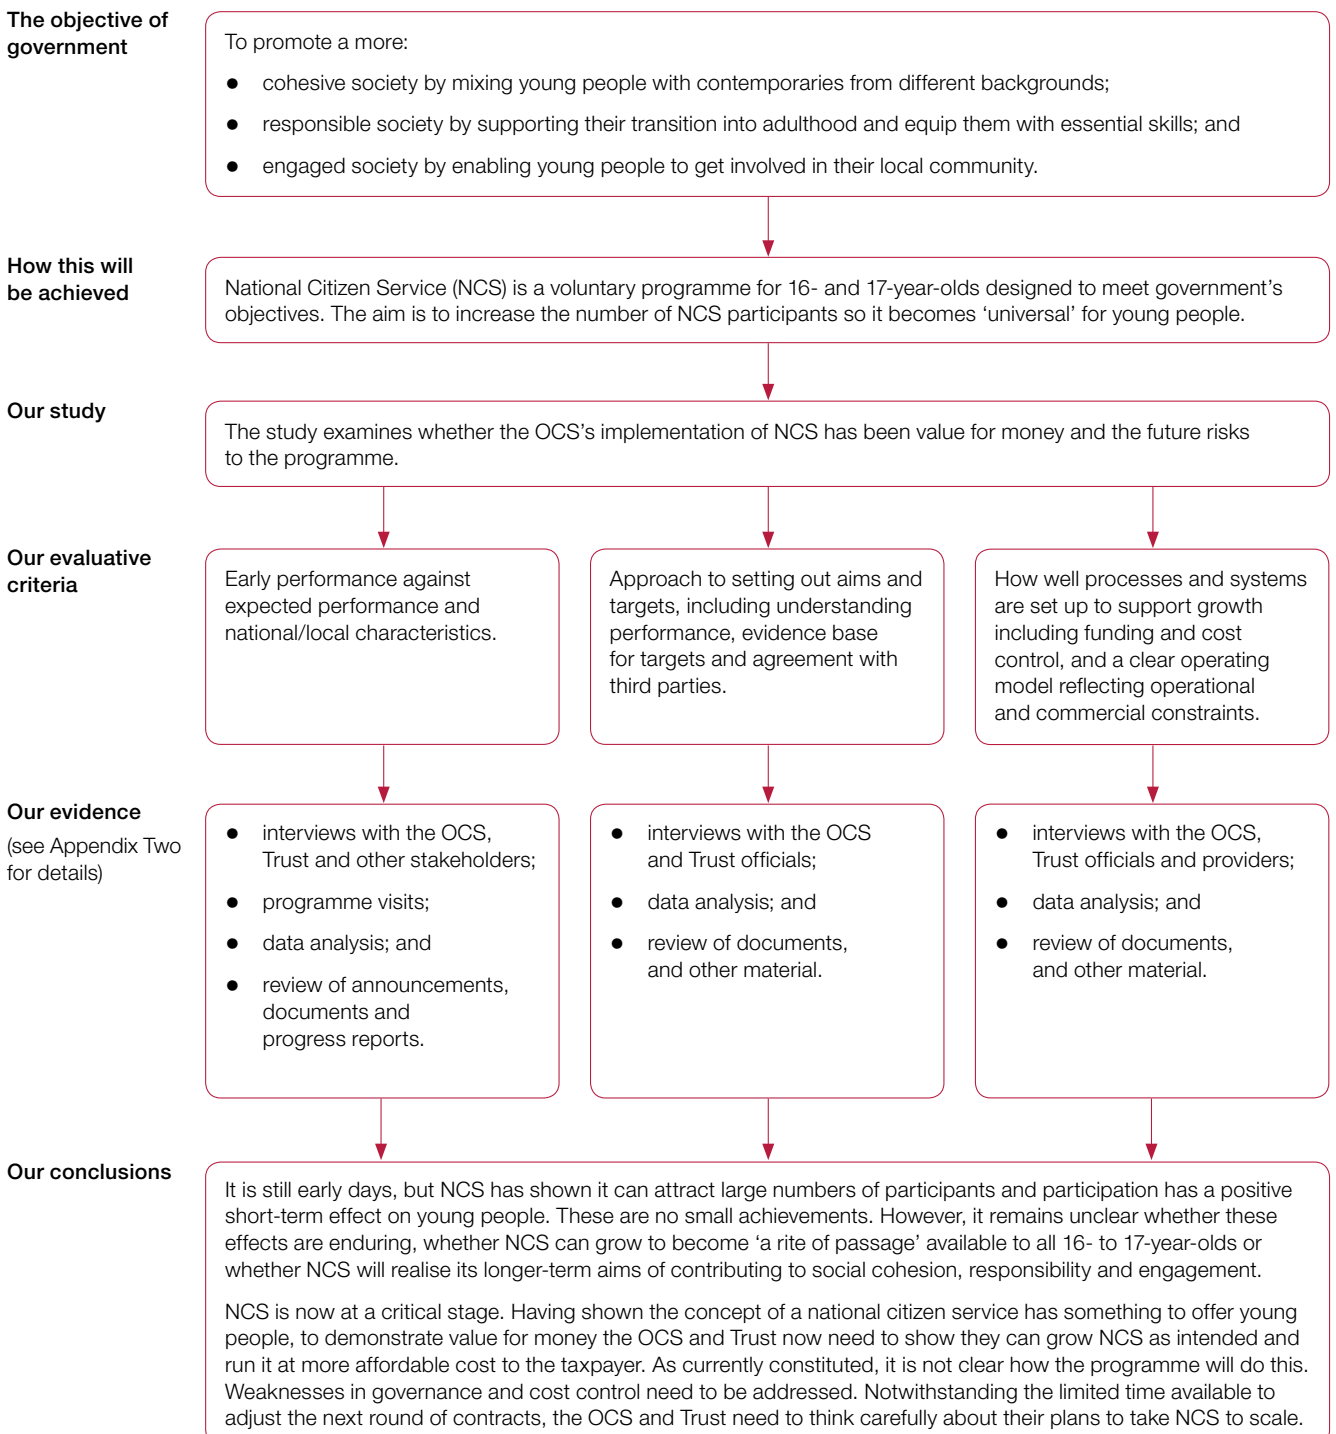 The objective of
government
To promote a more:
● cohesive society by mixing young people with contemporaries from different backgrounds;
● responsible society by supporting their transition into adulthood and equip them with essential skills; and
● engaged society by enabling young people to get involved in their local community.
How this will
be achieved
National Citizen Service (NCS) is a voluntary programme for 16- and 17-year-olds designed to meet government’s
objectives. The aim is to increase the number of NCS participants so it becomes ‘universal’ for young people.
Our study
The study examines whether the OCS’s implementation of NCS has been value for money and the future risks
to the programme.
Our evaluative
criteria
Early performance against
expected performance and
national/local characteristics.
Approach to setting out aims and
targets, including understanding
performance, evidence base
for targets and agreement with
third parties.
How well processes and systems
are set up to support growth
including funding and cost
control, and a clear operating
model reflecting operational
and commercial constraints.
Our evidence
(see Appendix Two
for details)
● interviews with the OCS,
Trust and other stakeholders;
● programme visits;
● data analysis; and
● review of announcements,
documents and
progress reports.
● interviews with the OCS
and Trust officials;
● data analysis; and
● review of documents,
and other material.
● interviews with the OCS,
Trust officials and providers;
● data analysis; and
● review of documents,
and other material.
Our conclusions
It is still early days, but NCS has shown it can attract large numbers of participants and participation has a positive
short-term effect on young people. These are no small achievements. However, it remains unclear whether these
effects are enduring, whether NCS can grow to become ‘a rite of passage’ available to all 16- to 17-year-olds or
whether NCS will realise its longer-term aims of contributing to social cohesion, responsibility and engagement.
NCS is now at a critical stage. Having shown the concept of a national citizen service has something to offer young
people, to demonstrate value for money the OCS and Trust now need to show they can grow NCS as intended and
run it at more affordable cost to the taxpayer. As currently constituted, it is not clear how the programme will do this.
Weaknesses in governance and cost control need to be addressed. Notwithstanding the limited time available to
adjust the next round of contracts, the OCS and Trust need to think carefully about their plans to take NCS to scale.